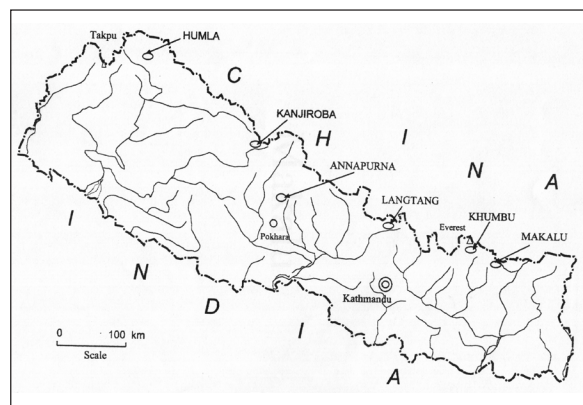 Takpu
HUMLA
C
KANJIROBA
H
I
ANNAPURNA
N
A
LANGTANG
I
Pokhara
Everest
KHUMBU
MAKALU
N
Kathmandu
D
0 100 km
Scale
I
A